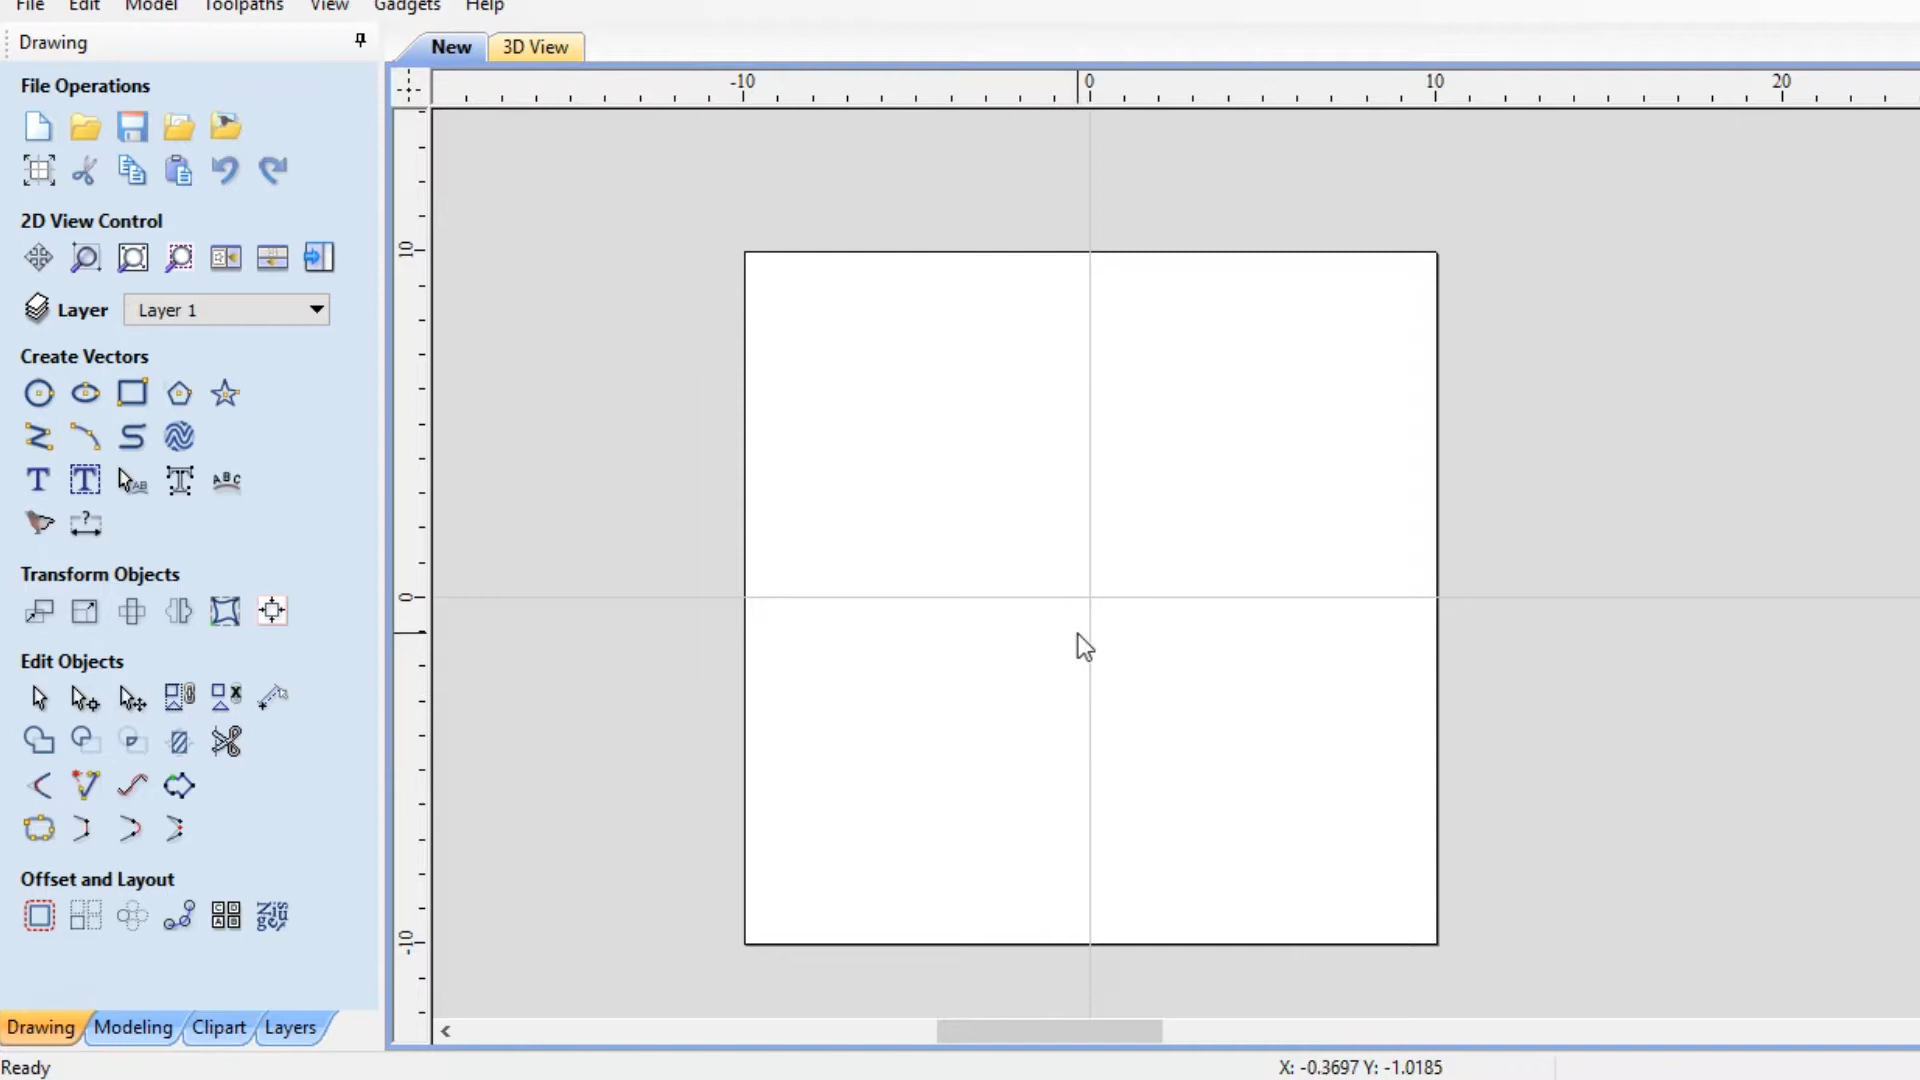 File Edit Model Toolpaths View Gadgets Help
Drawing
New 3D View
File Operations
-10 0 10 20
2D View Control
10
Layer Layer 1
Create Vectors
T T AB T ABC
?
Transform Objects
0
Edit Objects
Offset and Layout
-10
Drawing Modeling Clipart Layers
Ready
X: -0.3697 Y: -1.0185